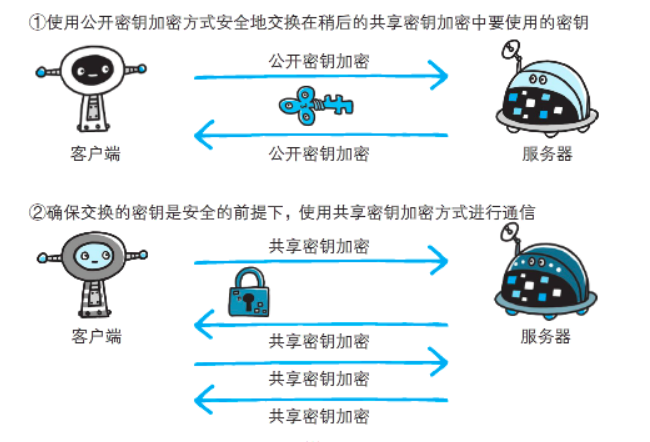 ①使用公开密钥加密方式安全地交换在稍后的共享密钥加密中要使用的密钥
公开密钥加密
客户端
公开密钥加密
服务器
②确保交换的密钥是安全的前提下，使用共享密钥加密方式进行通信
共享密钥加密
客户端
共享密钥加密
服务器
共享密钥加密
共享密钥加密